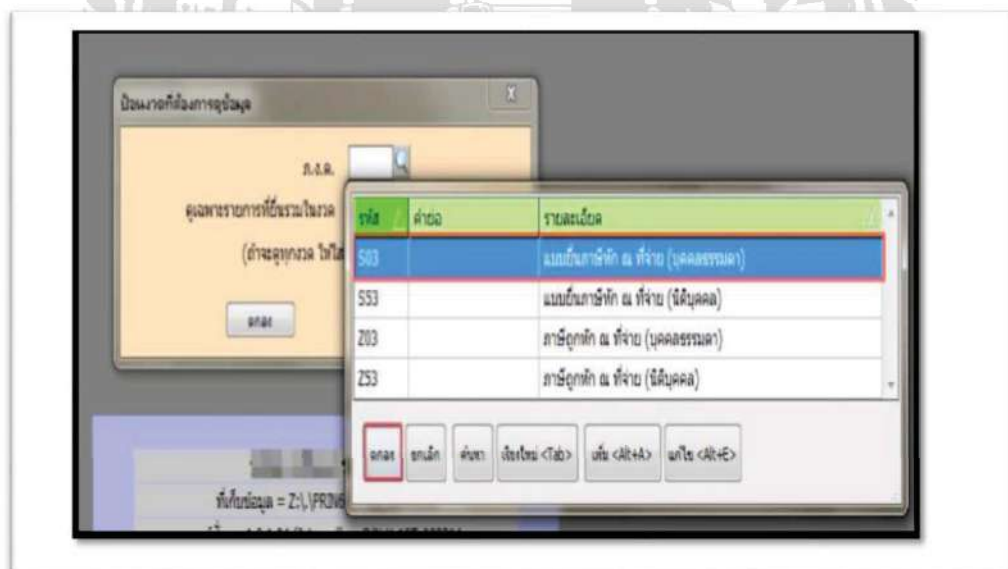 ป้อนงวดที่ต้องการดูข้อมูล
ภ.ง.ด.
ดูเฉพาะรายการที่ยื่นรวมในงวด
(ถ้าจะดูทุกงวด ให้ใส่
ตกลง
รหัส คำย่อ รายละเอียด
S03 แบบยื่นภาษีหัก ณ ที่จ่าย (บุคคลธรรมดา)
S53 แบบยื่นภาษีหัก ณ ที่จ่าย (นิติบุคคล)
Z03 ภาษีถูกหัก ณ ที่จ่าย (บุคคลธรรมดา)
Z53 ภาษีถูกหัก ณ ที่จ่าย (นิติบุคคล)
ตกลง ยกเลิก ค้นหา เรียงใหม่ <Tab> เพิ่ม <Alt+A> แก้ไข <Alt+E>
ที่เก็บข้อมูล = Z:\.\PRIN6